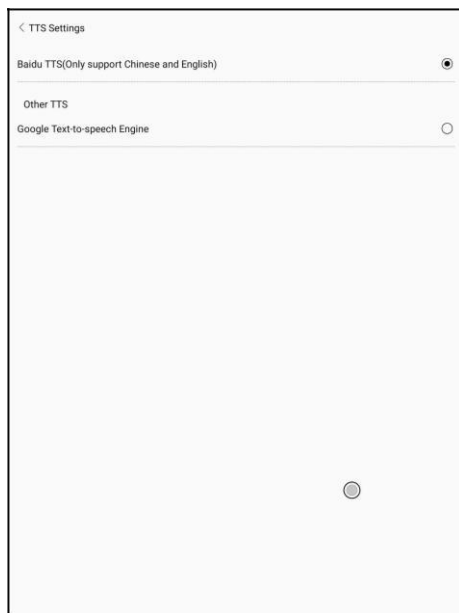 TTS Settings
Baidu TTS(Only support Chinese and English)
Other TTS
Google Text-to-speech Engine